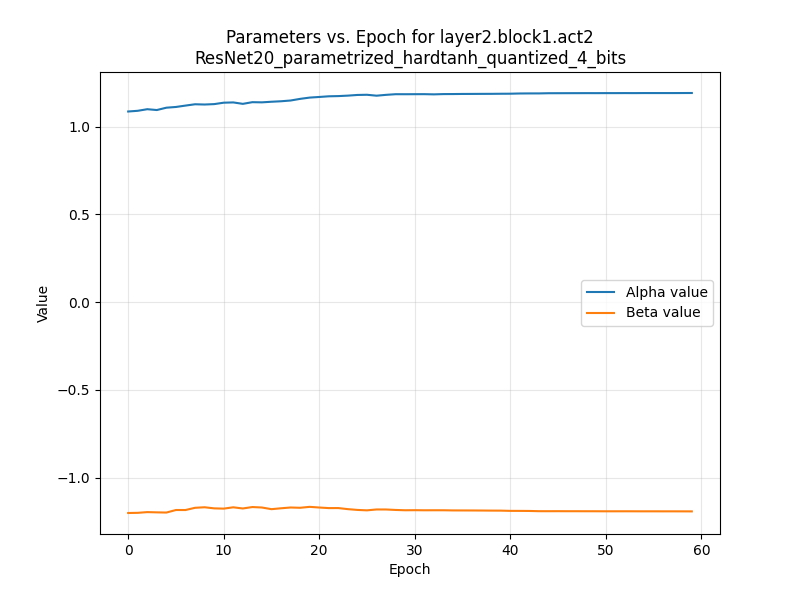 Parameters vs. Epoch for layer2.block1.act2
ResNet20_parametrized_hardtanh_quantized_4_bits
Value
1.0
0.5
0.0
−0.5
−1.0
Alpha value
Beta value
0 10 20 30 40 50 60
Epoch